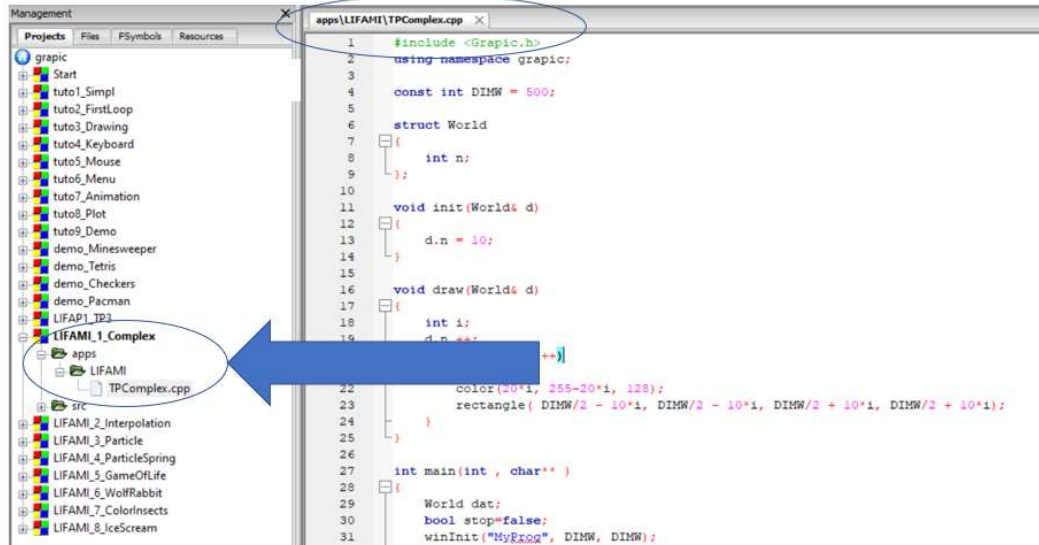 Management
Projects Files FSymbols Resources
grapic
Start
tuto1_Simpl
tuto2_FirstLoop
tuto3_Drawing
tuto4_Keyboard
tuto5_Mouse
tuto6_Menu
tuto7_Animation
tuto8_Plot
tuto9_Demo
demo_Minesweeper
demo_Tetris
demo_Checkers
demo_Pacman
LIFAP1_TP3
LIFAMI_1_Complex
apps
LIFAMI
TPComplex.cpp
src
LIFAMI_2_Interpolation
LIFAMI_3_Particle
LIFAMI_4_ParticleSpring
LIFAMI_5_GameOfLife
LIFAMI_6_WolfRabbit
LIFAMI_7_ColorInsects
LIFAMI_8_IceScream
apps\LIFAMI\TPComplex.cpp
1 #include <Grapic.h>
2 using namespace grapic;
3
4 const int DIMW = 500;
5
6 struct World
7 {
8 int n;
9 };
10
11 void init(World& d)
12 {
13 d.n = 10;
14 }
15
16 void draw(World& d)
17 {
18 int i;
19 d.n ++;
++)
22 color(20*i, 255-20*i, 128);
23 rectangle( DIMW/2 - 10*i, DIMW/2 - 10*i, DIMW/2 + 10*i, DIMW/2 + 10*i);
24 }
25 }
26
27 int main(int , char** )
28 {
29 World dat;
30 bool stop=false;
31 winInit("MyProg", DIMW, DIMW);